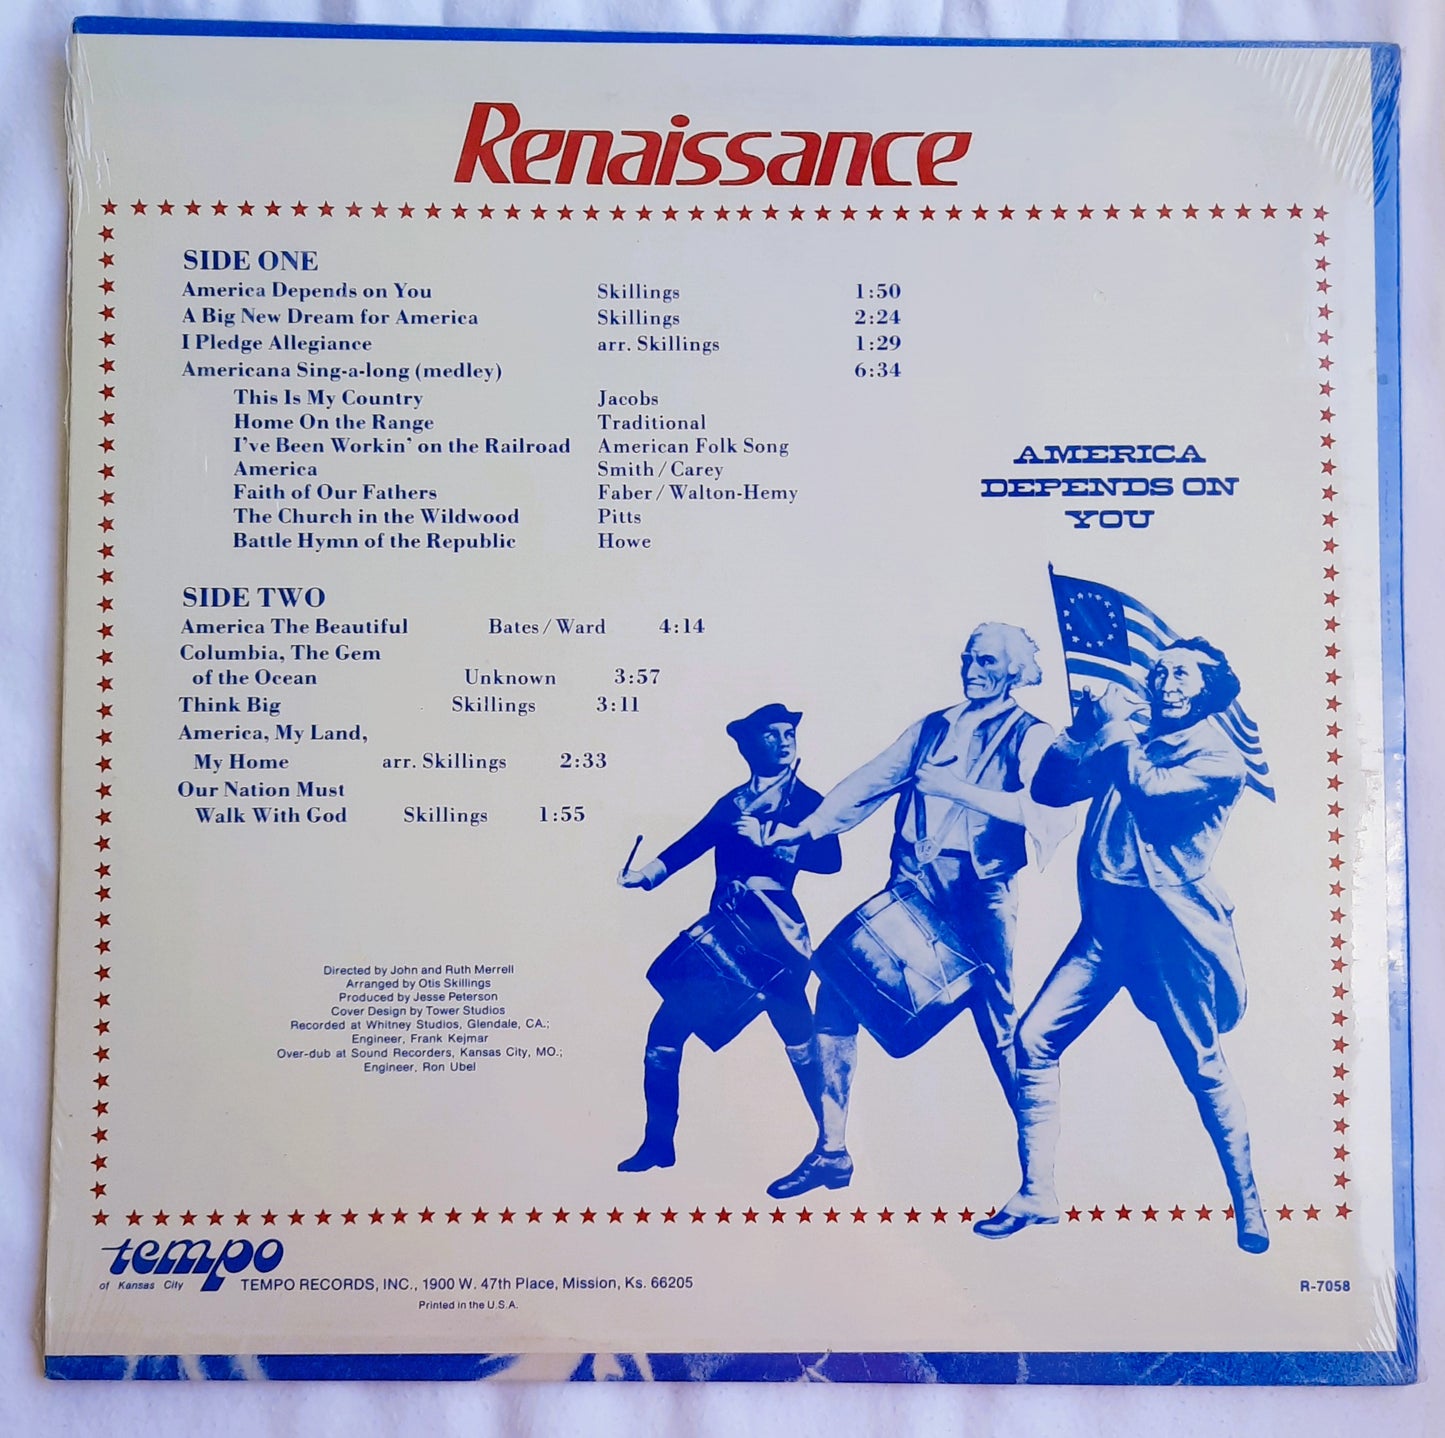 Renaissance
SIDE ONE
America Depends on You Skillings 1:50
A Big New Dream for America Skillings 2:24
I Pledge Allegiance arr. Skillings 1:29
Americana Sing-a-long (medley) 6:34
This Is My Country Jacobs
Home On the Range Traditional
I've Been Workin' on the Railroad American Folk Song
America Smith/Carey
Faith of Our Fathers Faber/Walton-Hemy
The Church in the Wildwood Pitts
Battle Hymn of the Republic Howe
AMERICA
DEPENDS ON
YOU
SIDE TWO
America The Beautiful Bates/Ward 4:14
Columbia, The Gem
of the Ocean Unknown 3:57
Think Big Skillings 3:11
America, My Land,
My Home arr. Skillings 2:33
Our Nation Must
Walk With God Skillings 1:55
Directed by John and Ruth Merrell
Arranged by Otis Skillings
Produced by Jesse Peterson
Cover Design by Tower Studios
Recorded at Whitney Studios, Glendale, CA.;
Engineer, Frank Kejmar
Over-dub at Sound Recorders, Kansas City, MO.;
Engineer, Ron Ubel
tempo
of Kansas City TEMPO RECORDS, INC., 1900 W. 47th Place, Mission, Ks. 66205
R-7058
Printed in the U.S.A.